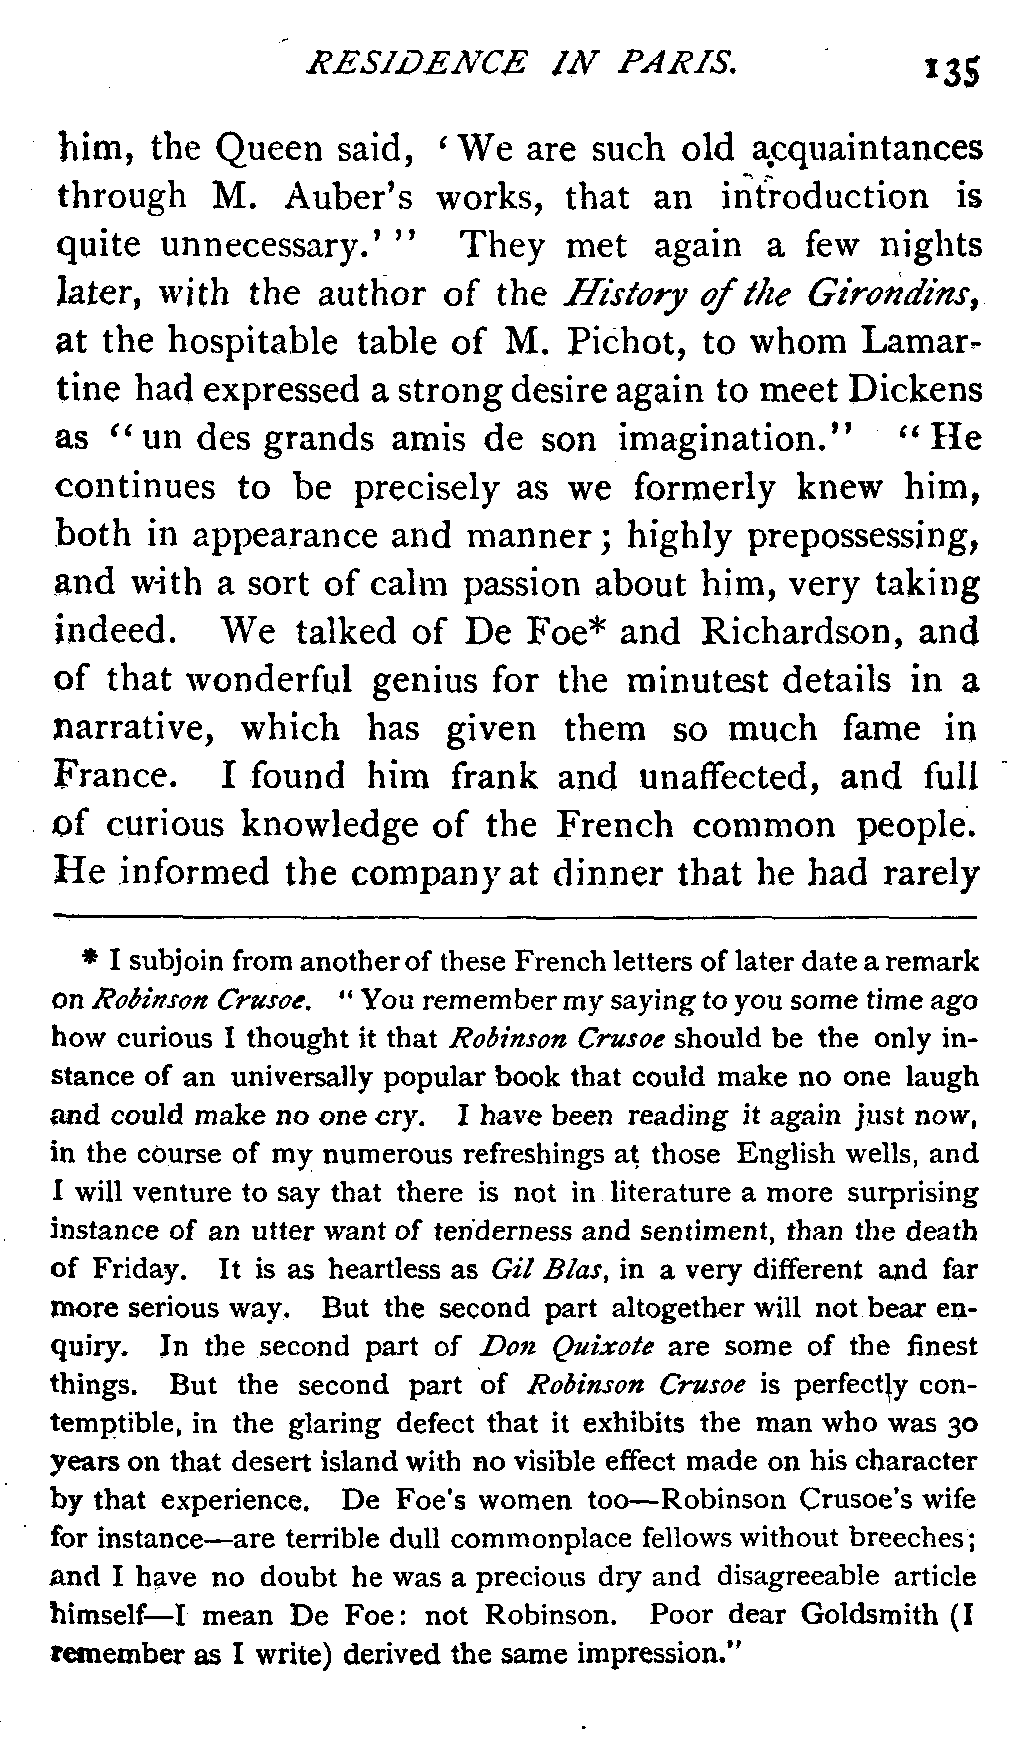 RESIDENCE IN PARIS. 135
him, the Queen said, ‘We are such old acquaintances
through M. Auber’s works, that an introduction is
quite unnecessary.’” They met again a few nights
later, with the author of the History of the Girondins,
at the hospitable table of M. Pichot, to whom Lamar-
tine had expressed a strong desire again to meet Dickens
as “un des grands amis de son imagination.” “He
continues to be precisely as we formerly knew him,
both in appearance and manner; highly prepossessing,
and with a sort of calm passion about him, very taking
indeed. We talked of De Foe* and Richardson, and
of that wonderful genius for the minutest details in a
narrative, which has given them so much fame in
France. I found him frank and unaffected, and full
of curious knowledge of the French common people.
He informed the company at dinner that he had rarely
* I subjoin from another of these French letters of later date a remark
on Robinson Crusoe. “You remember my saying to you some time ago
how curious I thought it that Robinson Crusoe should be the only in-
stance of an universally popular book that could make no one laugh
and could make no one cry. I have been reading it again just now,
in the course of my numerous refreshings at those English wells, and
I will venture to say that there is not in literature a more surprising
instance of an utter want of tenderness and sentiment, than the death
of Friday. It is as heartless as Gil Blas, in a very different and far
more serious way. But the second part altogether will not bear en-
quiry. In the second part of Don Quixote are some of the finest
things. But the second part of Robinson Crusoe is perfectly con-
temptible, in the glaring defect that it exhibits the man who was 30
years on that desert island with no visible effect made on his character
by that experience. De Foe’s women too—Robinson Crusoe’s wife
for instance—are terrible dull commonplace fellows without breeches;
and I have no doubt he was a precious dry and disagreeable article
himself—I mean De Foe: not Robinson. Poor dear Goldsmith (I
remember as I write) derived the same impression.”